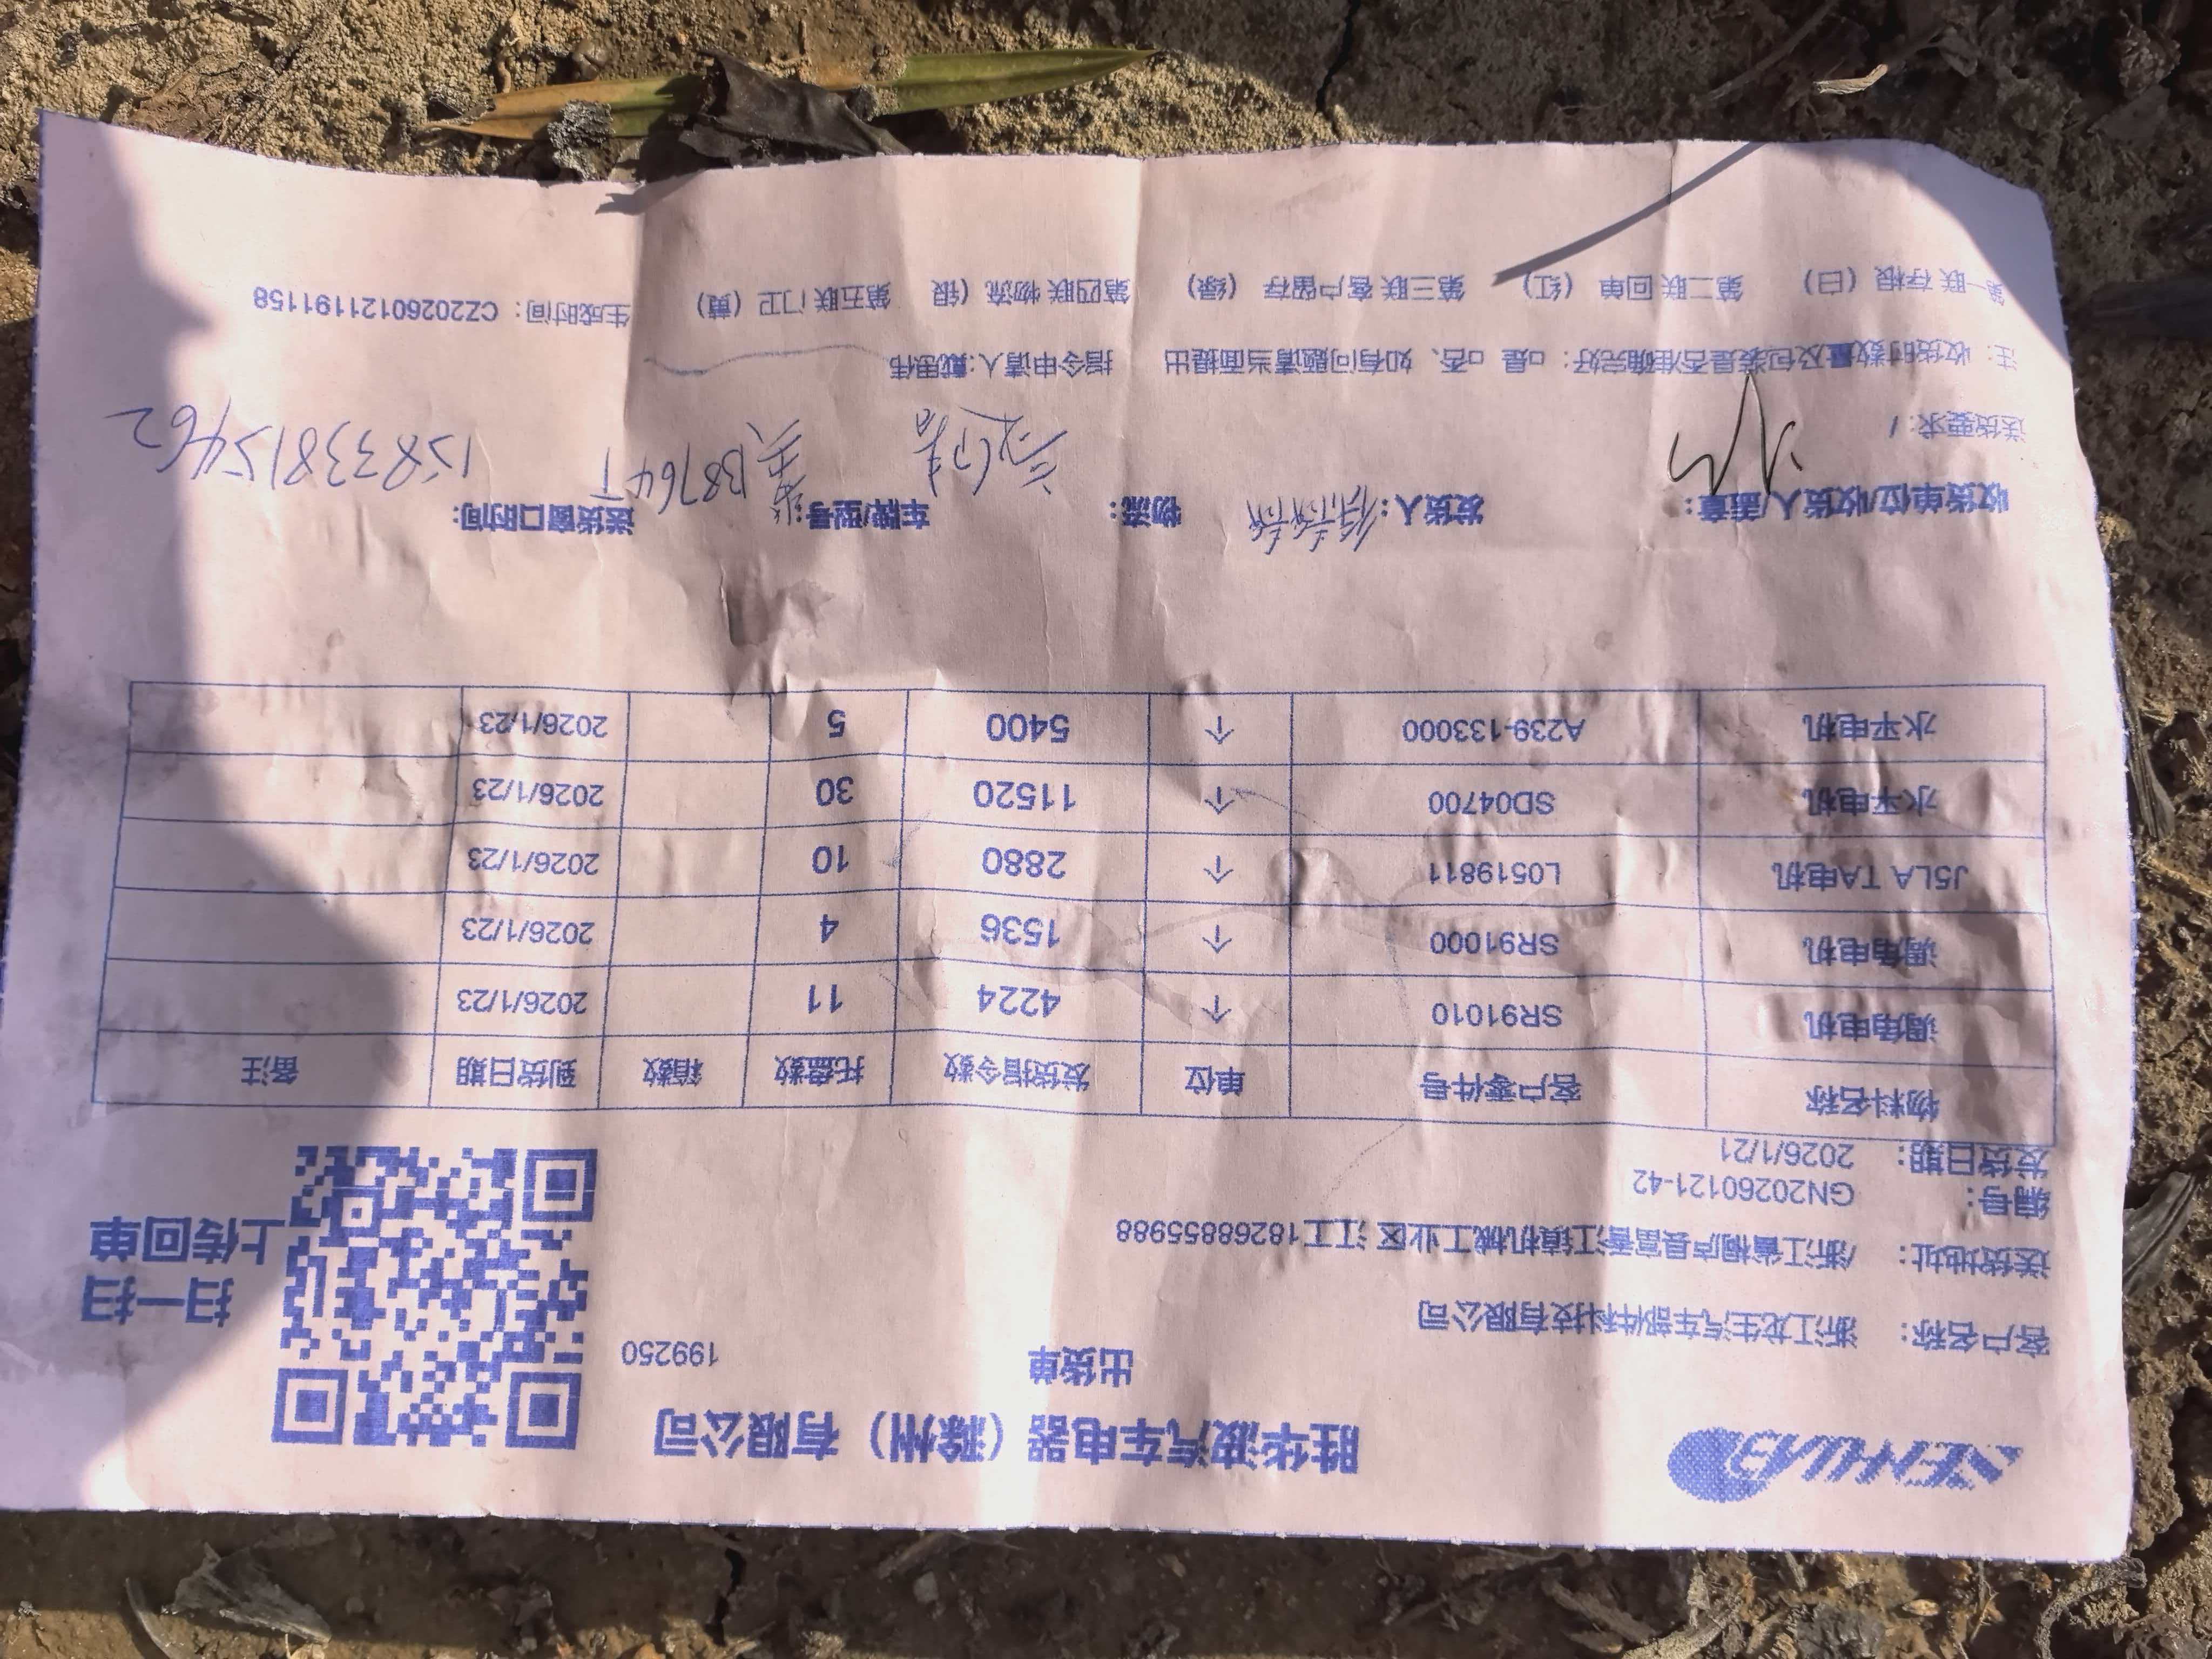 SHENGHUABO
胜华波汽车电器（滁州）有限公司
出货单 199250
扫一扫
上传回单
客户名称： 浙江龙生汽车部件科技有限公司
送货地址： 浙江省桐庐县富春江镇机械工业区 江工18268855988
编号： GN20260121-42
发货日期： 2026/1/21
物料名称 客户零件号 单位 发货指令数 托盘数 箱数 到货日期 备注
调角电机 SR91010 个 4224 11 2026/1/23
调角电机 SR91000 个 1536 4 2026/1/23
J5LA TA电机 L0519811 个 2880 10 2026/1/23
水平电机 SD04700 个 11520 30 2026/1/23
水平电机 A239-133000 个 5400 5 2026/1/23
收货单位/收货人/盖章： 发货人： 物流： 车牌/型号： 送货窗口时间：
B8764 15833815462
送货要求： /
注： 收货时数量及包装是否准确完好：□是 □否、如有问题请当面提出 指令申请人:戴思伟
第一联 存根（白） 第二联 回单（红） 第三联 客户留存（绿） 第四联 物流（银） 第五联 门卫（黄） 生成时间：CZ20260121191158